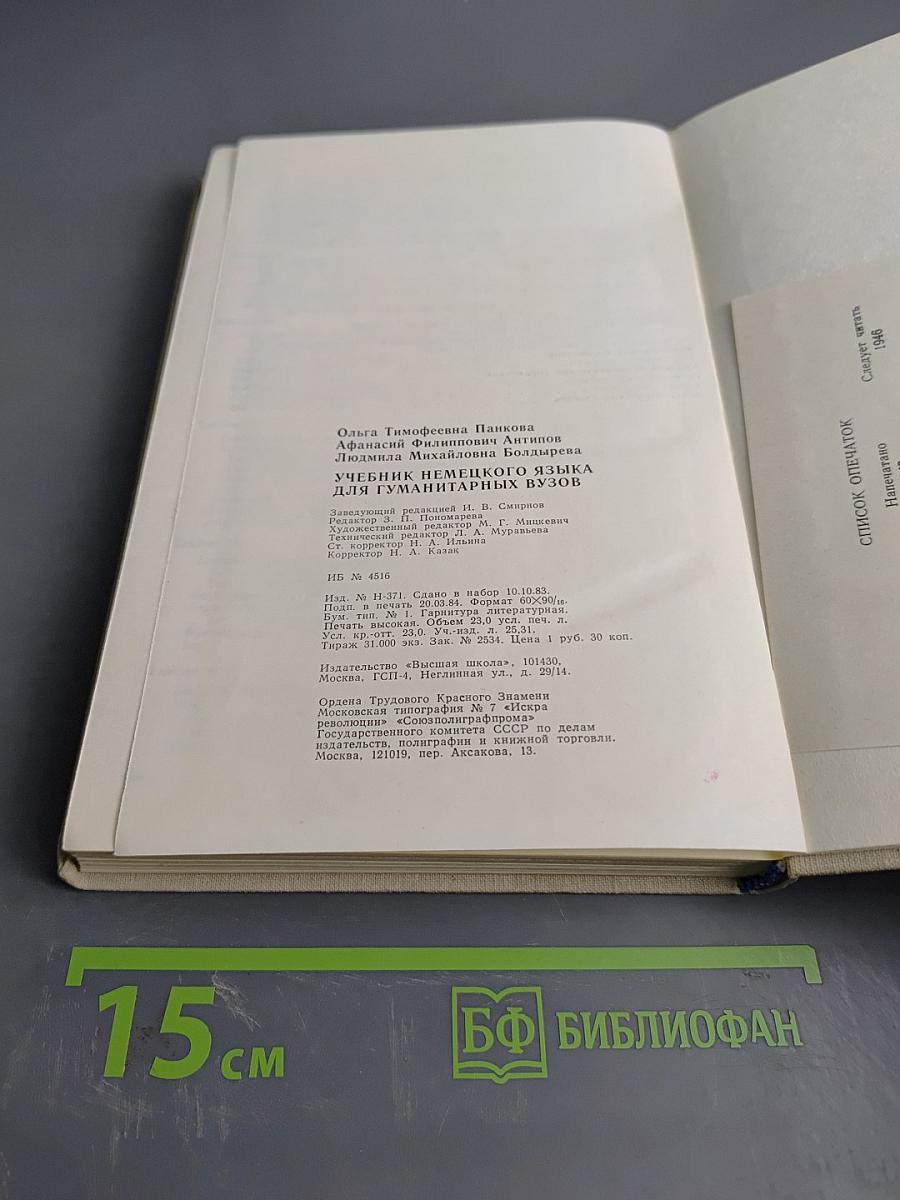 Ольга Тимофеевна Панкова
Афанасий Филиппович Антипов
Людмила Михайловна Болдырева
УЧЕБНИК НЕМЕЦКОГО ЯЗЫКА
ДЛЯ ГУМАНИТАРНЫХ ВУЗОВ
Заведующий редакцией И. В. Смирнов
Редактор З. П. Пономарева
Художественный редактор М. Г. Мицкевич
Технический редактор Л. А. Муравьева
Ст. корректор Н. А. Ильина
Корректор Н. А. Казак
ИБ № 4516
Изд. № Н-371. Сдано в набор 10.10.83.
Подп. в печать 20.03.84. Формат 60×90/16.
Бум. тип. № 1. Гарнитура литературная.
Печать высокая. Объем 23,0 усл. печ. л.
Усл. кр.-отт. 23,0. Уч.-изд. л. 25,31.
Тираж 31.000 экз. Зак. № 2534. Цена 1 руб. 30 коп.
Издательство «Высшая школа», 101430,
Москва, ГСП-4, Неглинная ул., д. 29/14.
Ордена Трудового Красного Знамени
Московская типография № 7 «Искра
революции» «Союзполиграфпрома»
Государственного комитета СССР по делам
издательств, полиграфии и книжной торговли.
Москва, 121019, пер. Аксакова, 13.
СПИСОК ОПЕЧАТОК
Напечатано
Следует читать
1946
15 см
БФ БИБЛИОФАН